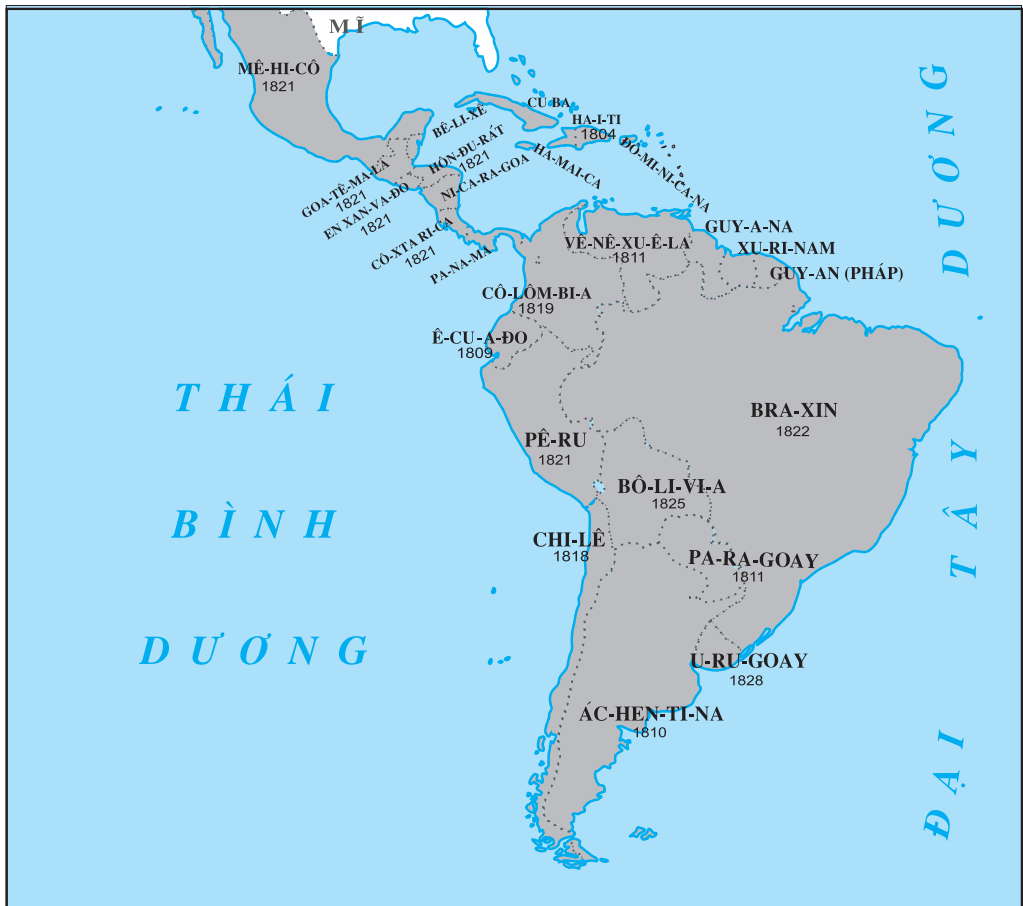 MĨ
MÊ-HI-CÔ
1821
CU BA
HA-I-TI
1804
BÊ-LI-XÊ
HÔN-ĐU-RÁT
1821
NI-CA-RA-GOA
HA-MAI-CA
ĐÔ-MI-NI-CA-NA
GOA-TÊ-MA-LA
1821
EN XAN-VA-ĐO
1821
CÔ-XTA RI-CA
1821
PA-NA-MA
VÊ-NÊ-XU-Ê-LA
1811
GUY-A-NA
XU-RI-NAM
GUY-AN (PHÁP)
CÔ-LÔM-BI-A
1819
Ê-CU-A-ĐO
1809
BRA-XIN
1822
PÊ-RU
1821
BÔ-LI-VI-A
1825
CHI-LÊ
1818
PA-RA-GOAY
1811
U-RU-GOAY
1828
ÁC-HEN-TI-NA
1810
THÁI
BÌNH
DƯƠNG
ĐẠI TÂY DƯƠNG